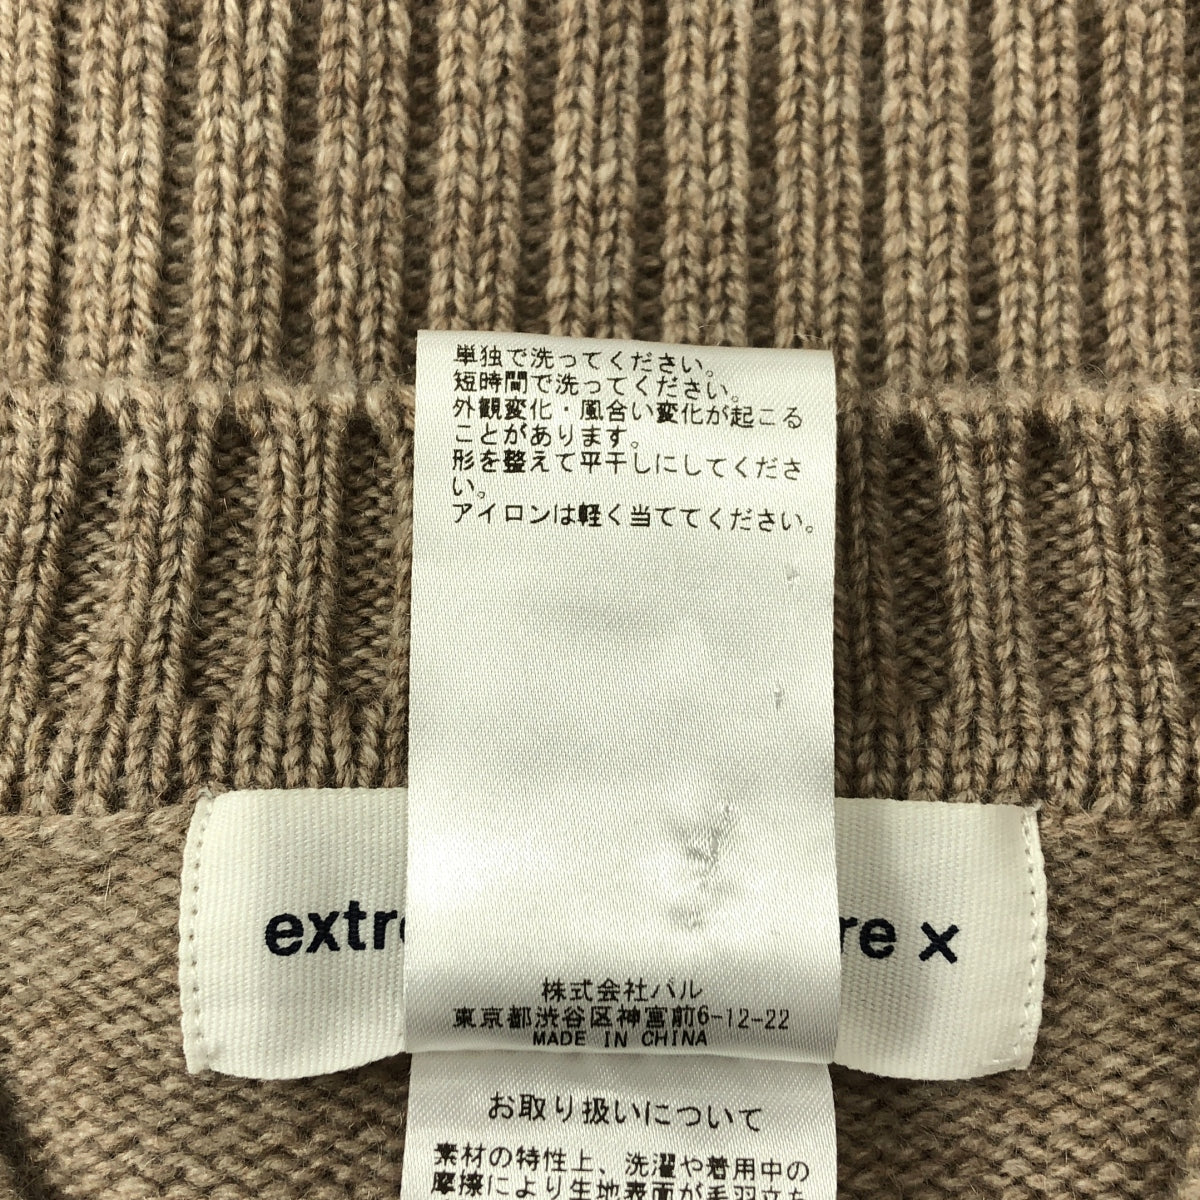 単独で洗ってください。
短時間で洗ってください。
外観変化・風合い変化が起こる
ことがあります。
形を整えて平干しにしてくださ
い。
アイロンは軽く当ててください。
extre
re x
株式会社パル
東京都渋谷区神宮前6-12-22
MADE IN CHINA
お取り扱いについて
素材の特性上、洗濯や着用中の
摩擦により生地表面が毛羽立ち